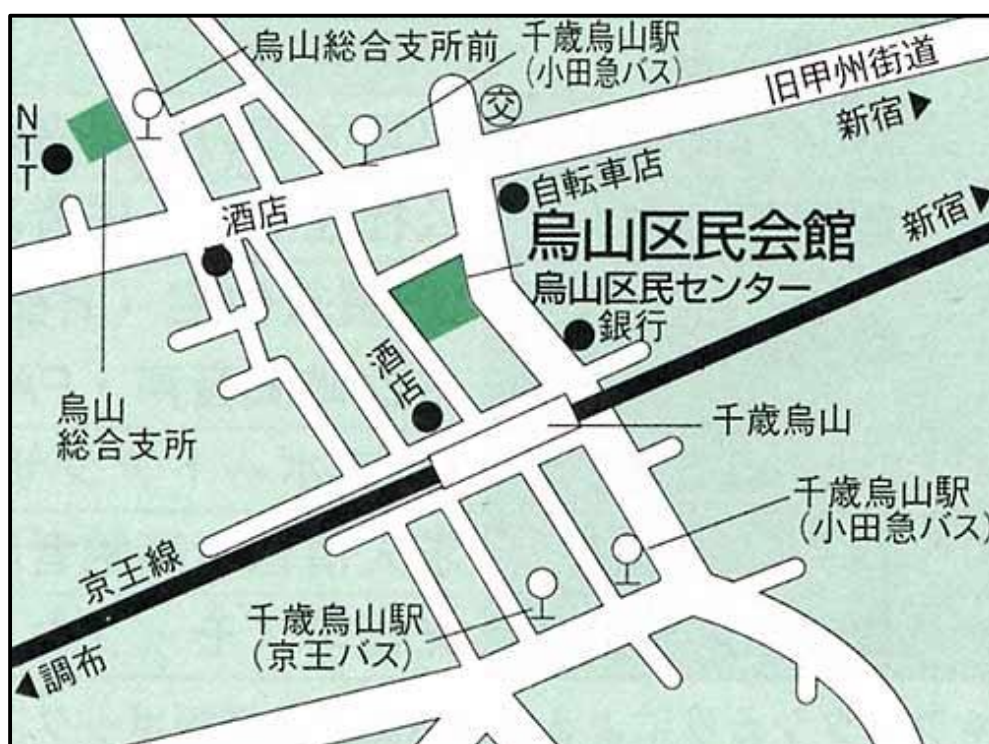 烏山総合支所前
千歳烏山駅
(小田急バス)
旧甲州街道
新宿
交
NTT
自転車店
酒店
新宿
烏山区民会館
烏山区民センター
銀行
酒店
烏山
総合支所
千歳烏山
千歳烏山駅
(小田急バス)
京王線
千歳烏山駅
(京王バス)
調布